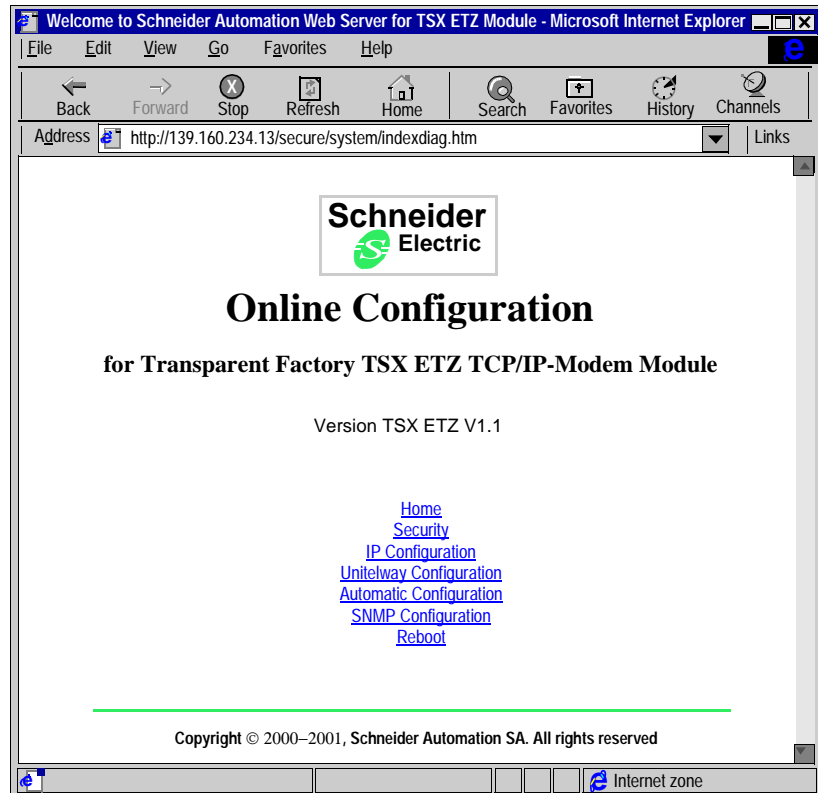 Welcome to Schneider Automation Web Server for TSX ETZ Module - Microsoft Internet Explorer
File Edit View Go Favorites Help
Back Forward Stop Refresh Home Search Favorites History Channels
Address http://139.160.234.13/secure/system/indexdiag.htm Links
Schneider
Electric
Online Configuration
for Transparent Factory TSX ETZ TCP/IP-Modem Module
Version TSX ETZ V1.1
Home
Security
IP Configuration
Unitelway Configuration
Automatic Configuration
SNMP Configuration
Reboot
Copyright © 2000–2001, Schneider Automation SA. All rights reserved
Internet zone